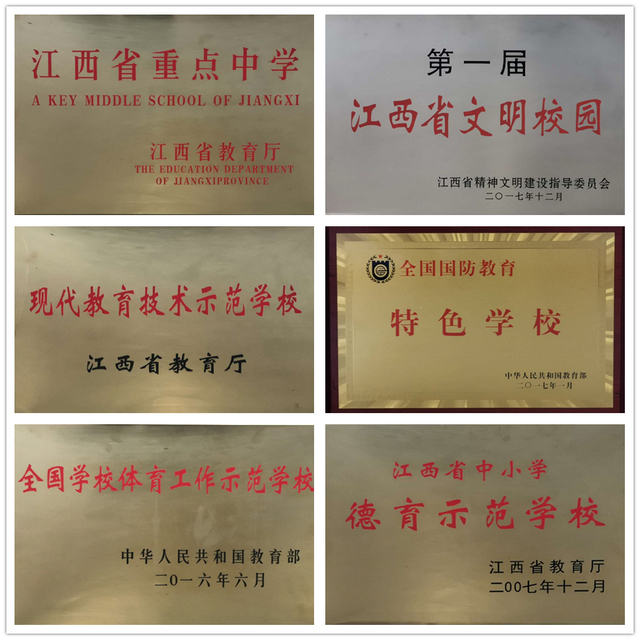 江西省重点中学
A KEY MIDDLE SCHOOL OF JIANGXI
江西省教育厅
THE EDUCATION DEPARTMENT
OF JIANGXIPROVINCE
第一届
江西省文明校园
江西省精神文明建设指导委员会
二〇一七年十二月
现代教育技术示范学校
江西省教育厅
全国国防教育
特色学校
中华人民共和国教育部
二〇一七年一月
全国学校体育工作示范学校
中华人民共和国教育部
二〇一六年六月
江西省中小学
德育示范学校
江西省教育厅
二00七年十二月